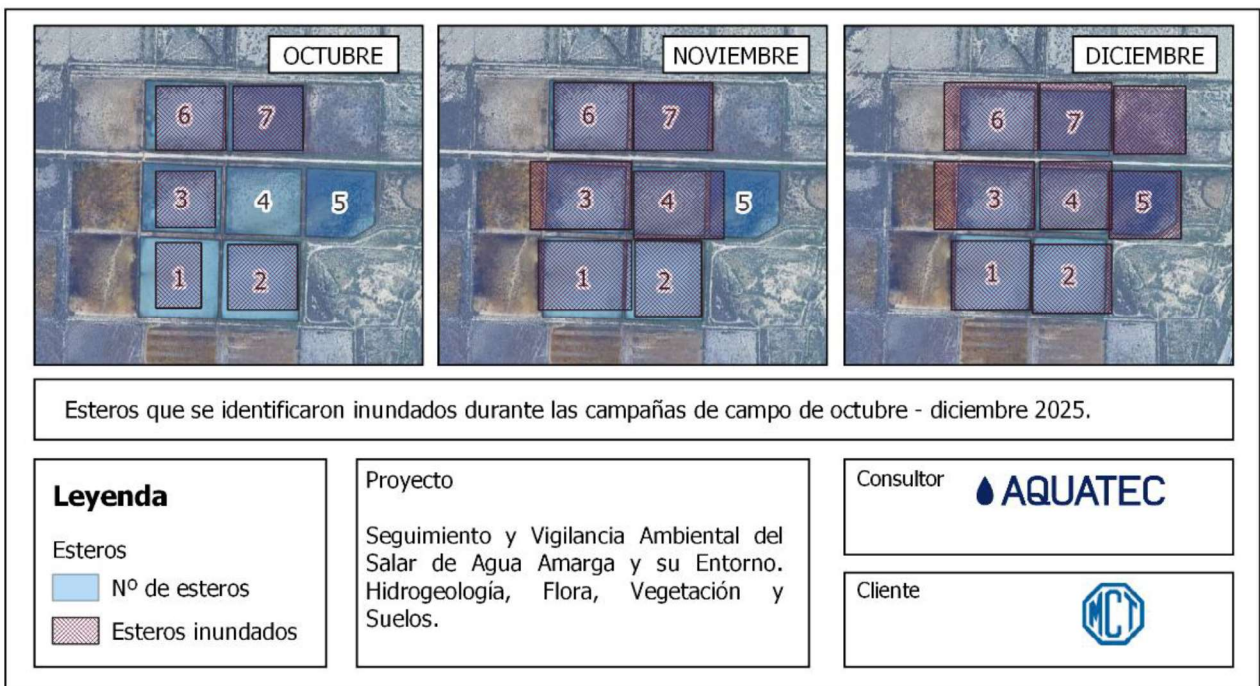 OCTUBRE
6
7
3
4
5
1
2
NOVIEMBRE
6
7
3
4
5
1
2
DICIEMBRE
6
7
3
4
5
1
2
Esteros que se identificaron inundados durante las campañas de campo de octubre - diciembre 2025.
Leyenda
Esteros
Nº de esteros
Esteros inundados
Proyecto
Seguimiento y Vigilancia Ambiental del
Salar de Agua Amarga y su Entorno.
Hidrogeología, Flora, Vegetación y
Suelos.
Consultor
AQUATEC
Cliente
MCT